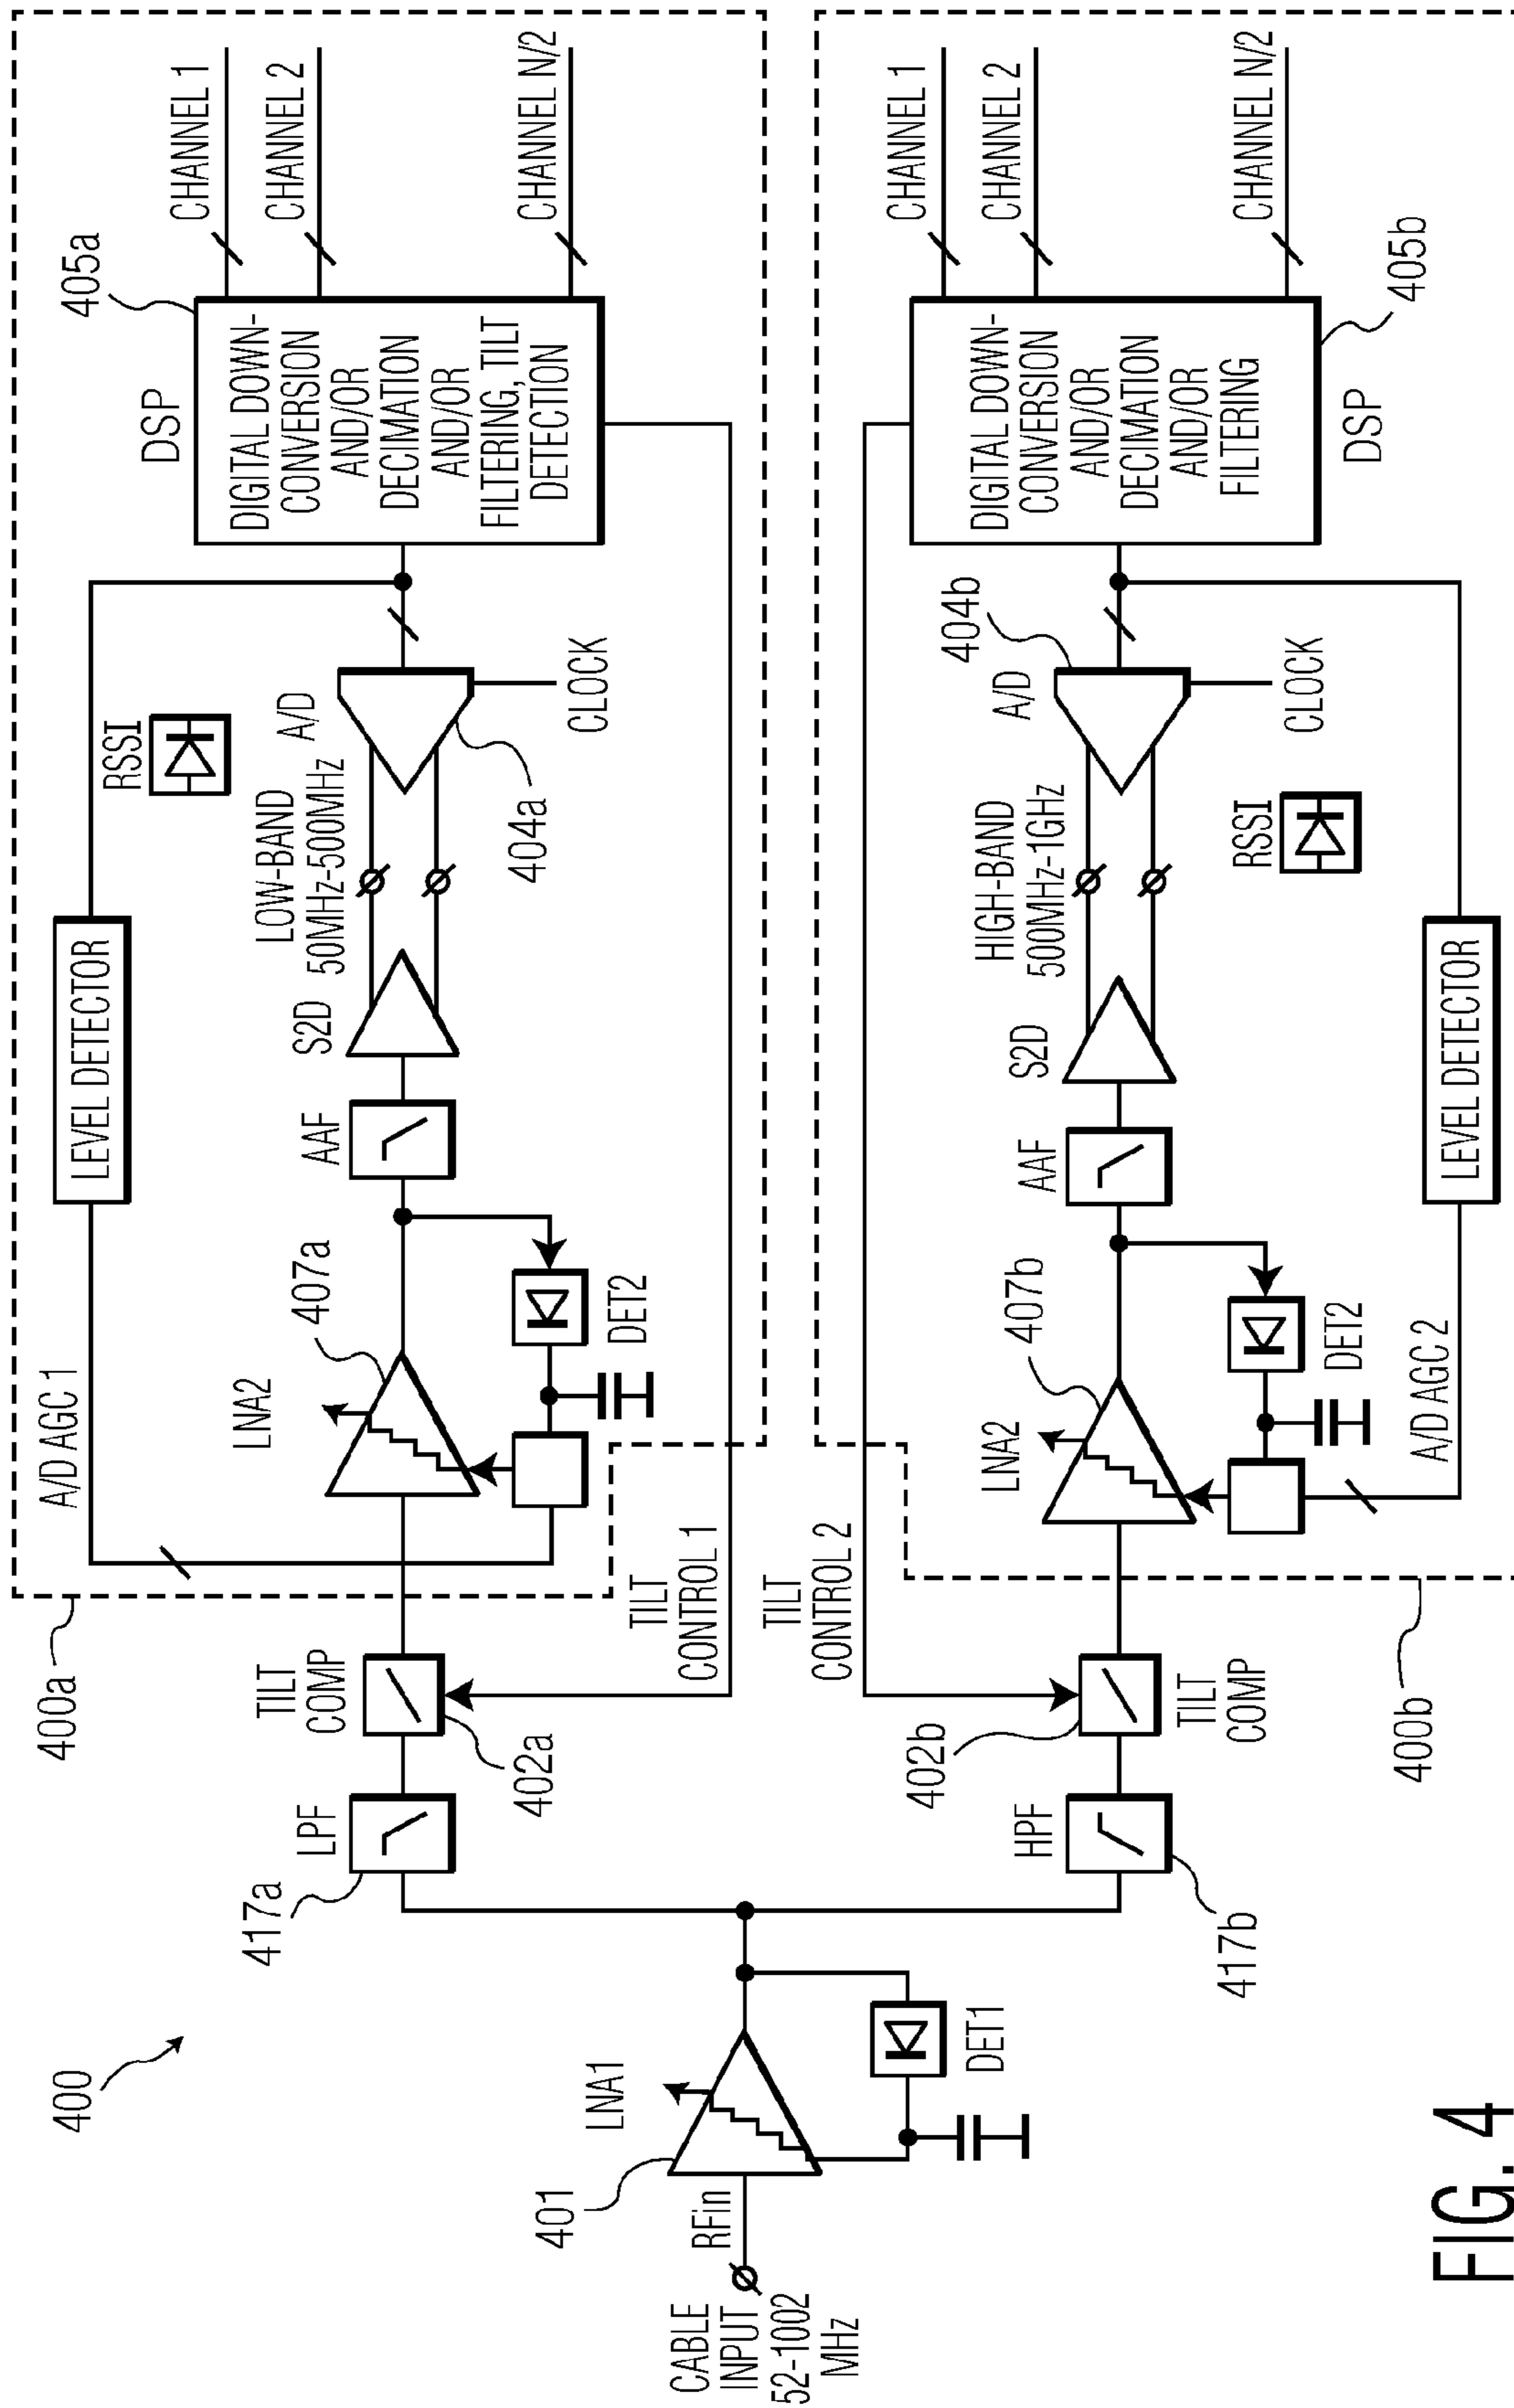 400
CABLE
INPUT
52-1002
MHz
RFin
401
LNA1
DET1
417a
LPF
417b
HPF
TILT
COMP
402a
402b
TILT
COMP
400a
A/D AGC 1
LEVEL DETECTOR
RSSI
LNA2
407a
DET2
AAF
S2D
LOW-BAND
50MHz-500MHz
A/D
404a
CLOCK
405a
DSP
DIGITAL DOWN-
CONVERSION
AND/OR
DECIMATION
AND/OR
FILTERING, TILT
DETECTION
CHANNEL 1
CHANNEL 2
CHANNEL N/2
TILT
CONTROL 1
TILT
CONTROL 2
LNA2
407b
DET2
A/D AGC 2
AAF
S2D
HIGH-BAND
500MHz-1GHz
A/D
404b
CLOCK
RSSI
LEVEL DETECTOR
DIGITAL DOWN-
CONVERSION
AND/OR
DECIMATION
AND/OR
FILTERING
DSP
405b
CHANNEL 1
CHANNEL 2
CHANNEL N/2
400b
FIG. 4